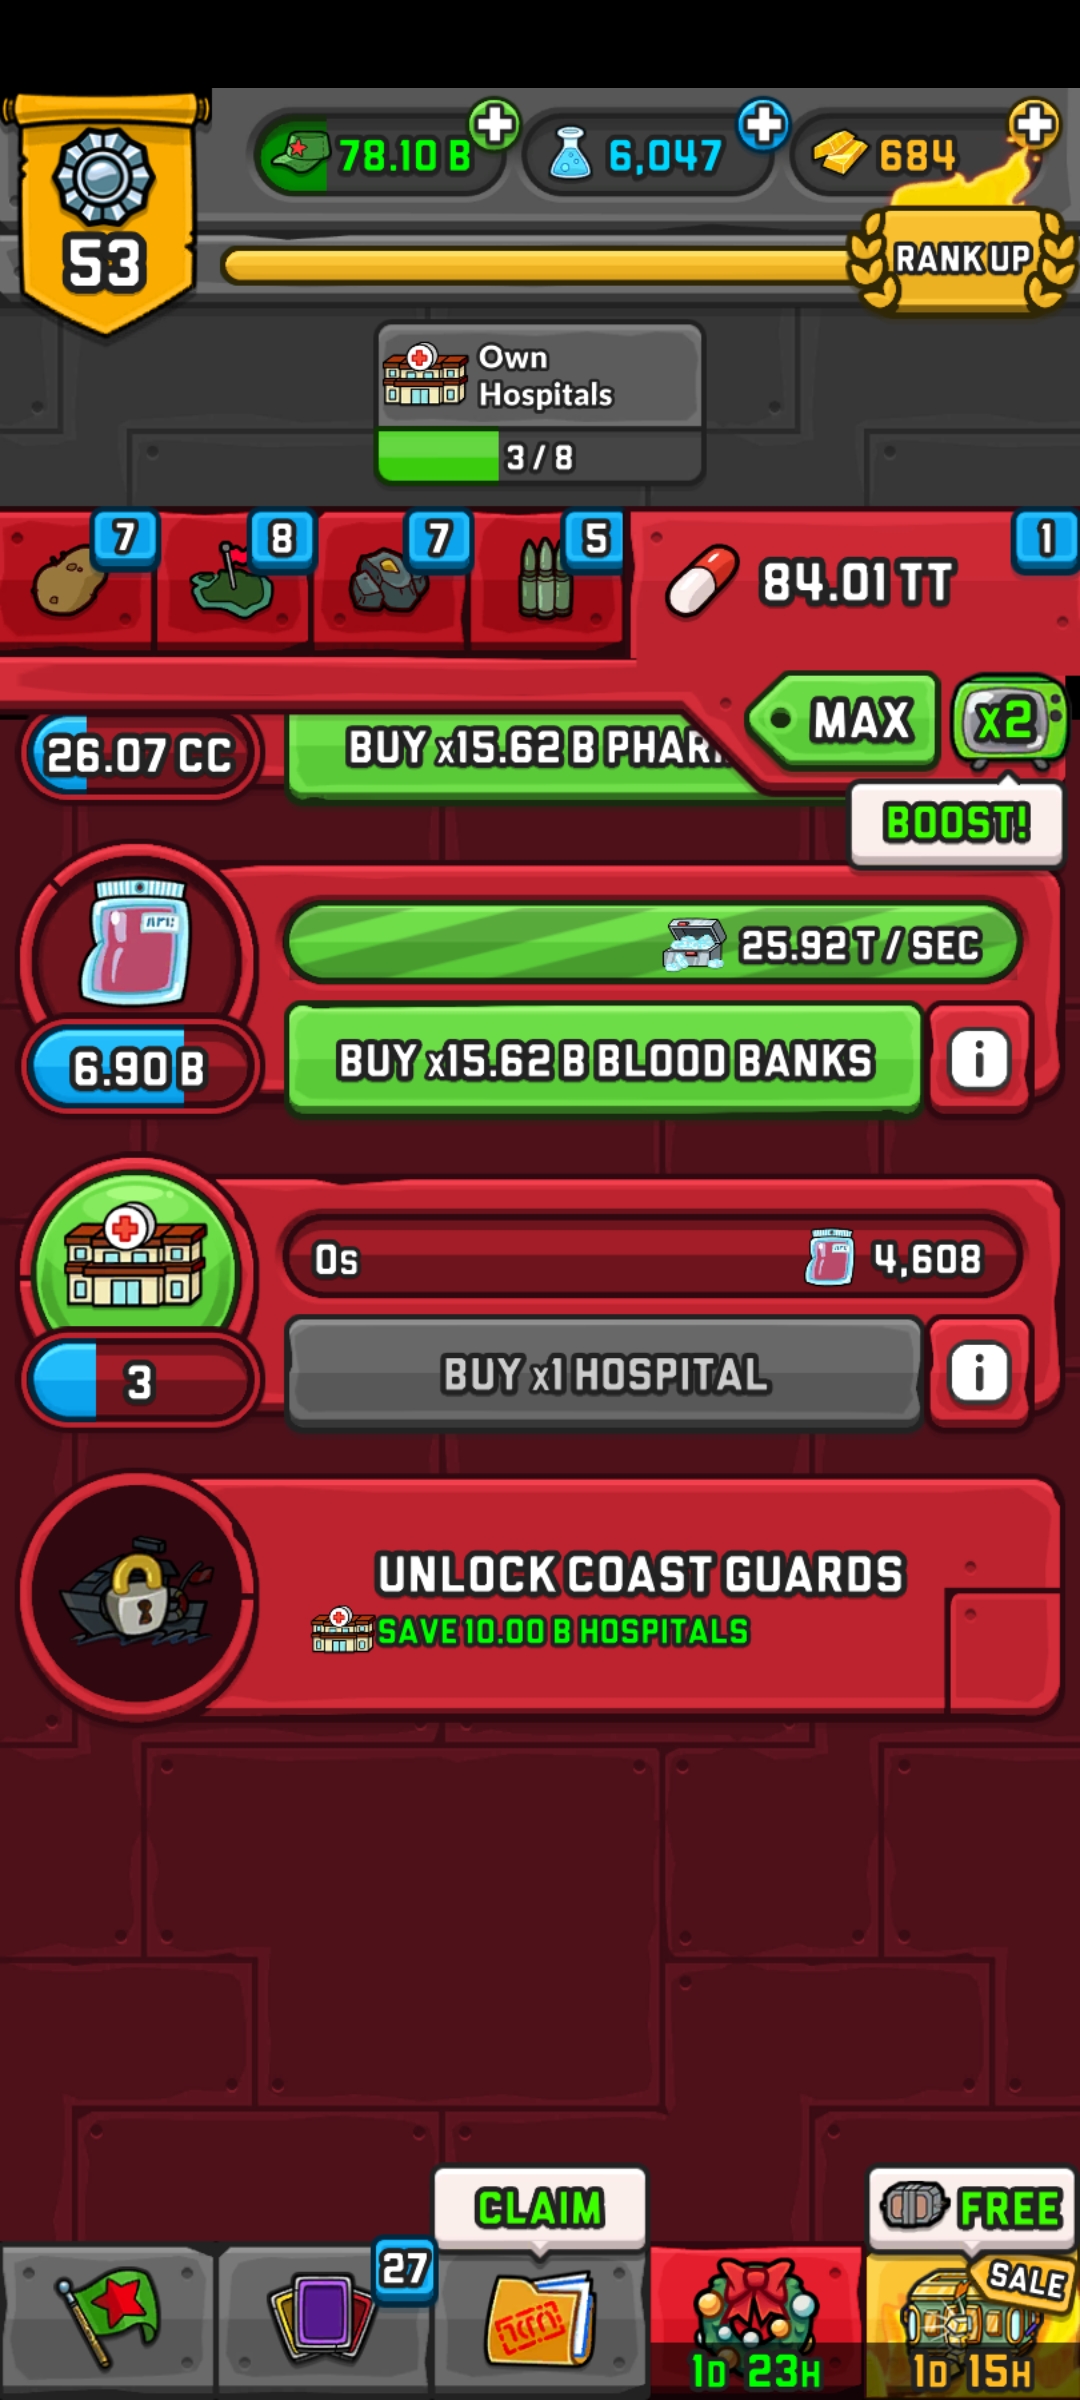 78.10 B
6,047
684
53
RANK UP
Own
Hospitals
3 / 8
7
8
7
5
1
84.01 TT
MAX
x2
26.07 CC
BUY x15.62 B PHAR
BOOST!
25.92 T / SEC
6.90 B
BUY x15.62 B BLOOD BANKS
i
0s
4,608
3
BUY x1 HOSPITAL
i
UNLOCK COAST GUARDS
SAVE 10.00 B HOSPITALS
CLAIM
FREE
27
SALE
1D 23H
1D 15H